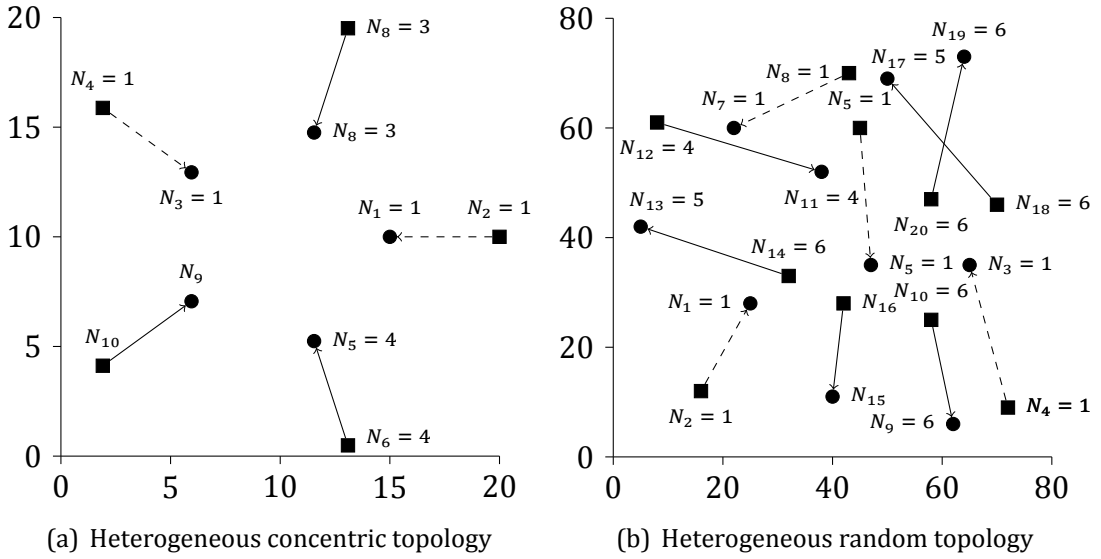 20
15
10
5
0
0
5
10
15
20
N₈ = 3
N₄ = 1
N₈ = 3
N₃ = 1
N₁ = 1
N₂ = 1
N₉
N₁₀
N₅ = 4
N₆ = 4
(a) Heterogeneous concentric topology
80
60
40
20
0
0
20
40
60
80
N₁₉ = 6
N₁₇ = 5
N₈ = 1
N₇ = 1
N₅ = 1
N₁₂ = 4
N₁₁ = 4
N₁₃ = 5
N₁₈ = 6
N₂₀ = 6
N₁₄ = 6
N₅ = 1
N₃ = 1
N₁₀ = 6
N₁ = 1
N₁₆
N₁₅
N₂ = 1
N₉ = 6
N₄ = 1
(b) Heterogeneous random topology